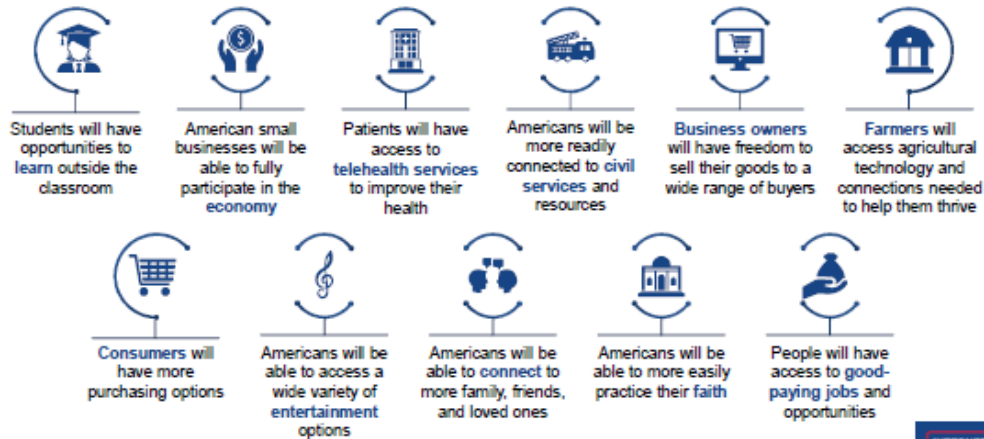 Students will have
opportunities to
learn outside the
classroom
American small
businesses will be
able to fully
participate in the
economy
Patients will have
access to
telehealth services
to improve their
health
Americans will be
more readily
connected to civil
services and
resources
Business owners
will have freedom to
sell their goods to a
wide range of buyers
Farmers will
access agricultural
technology and
connections needed
to help them thrive
Consumers will
have more
purchasing options
Americans will be
able to access a
wide variety of
entertainment
options
Americans will be
able to connect to
more family, friends,
and loved ones
Americans will be
able to more easily
practice their faith
People will have
access to good-
paying jobs and
opportunities